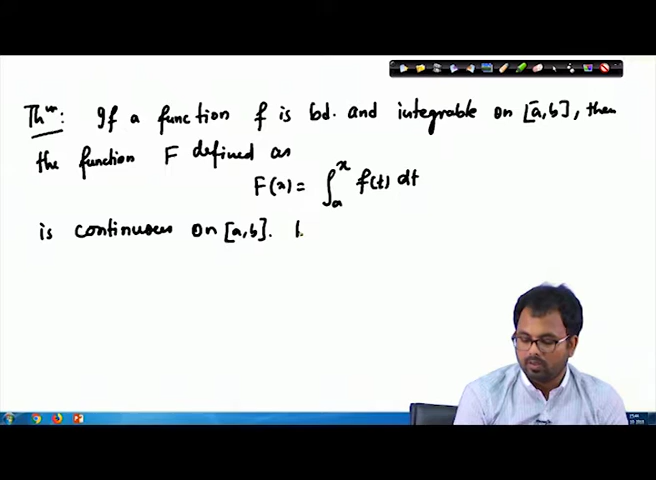 Thm: If a function f is bd. and integrable on [a,b], then
the function F defined as
F(x) = ∫_a^x f(t) dt
is continuous on [a,b].